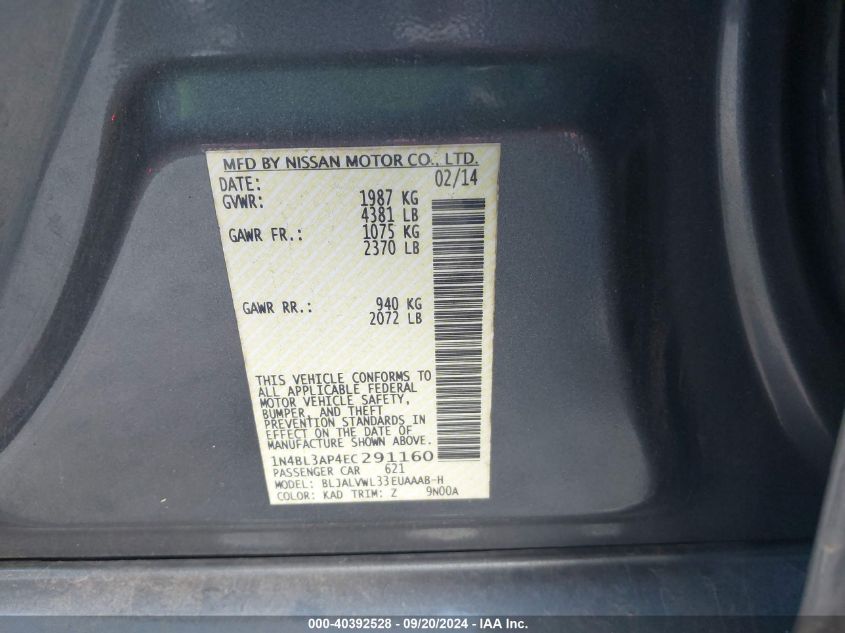 MFD BY NISSAN MOTOR CO., LTD.
DATE: 02/14
GVWR: 1987 KG
4381 LB
GAWR FR.: 1075 KG
2370 LB
GAWR RR.: 940 KG
2072 LB
THIS VEHICLE CONFORMS TO
ALL APPLICABLE FEDERAL
MOTOR VEHICLE SAFETY,
BUMPER, AND THEFT
PREVENTION STANDARDS IN
EFFECT ON THE DATE OF
MANUFACTURE SHOWN ABOVE.
1N4BL3AP4EC291160
PASSENGER CAR 621
MODEL: BLJALVWL33EUAAAB-H
COLOR: KAD TRIM: Z 9N00A
000-40392528 - 09/20/2024 - IAA Inc.